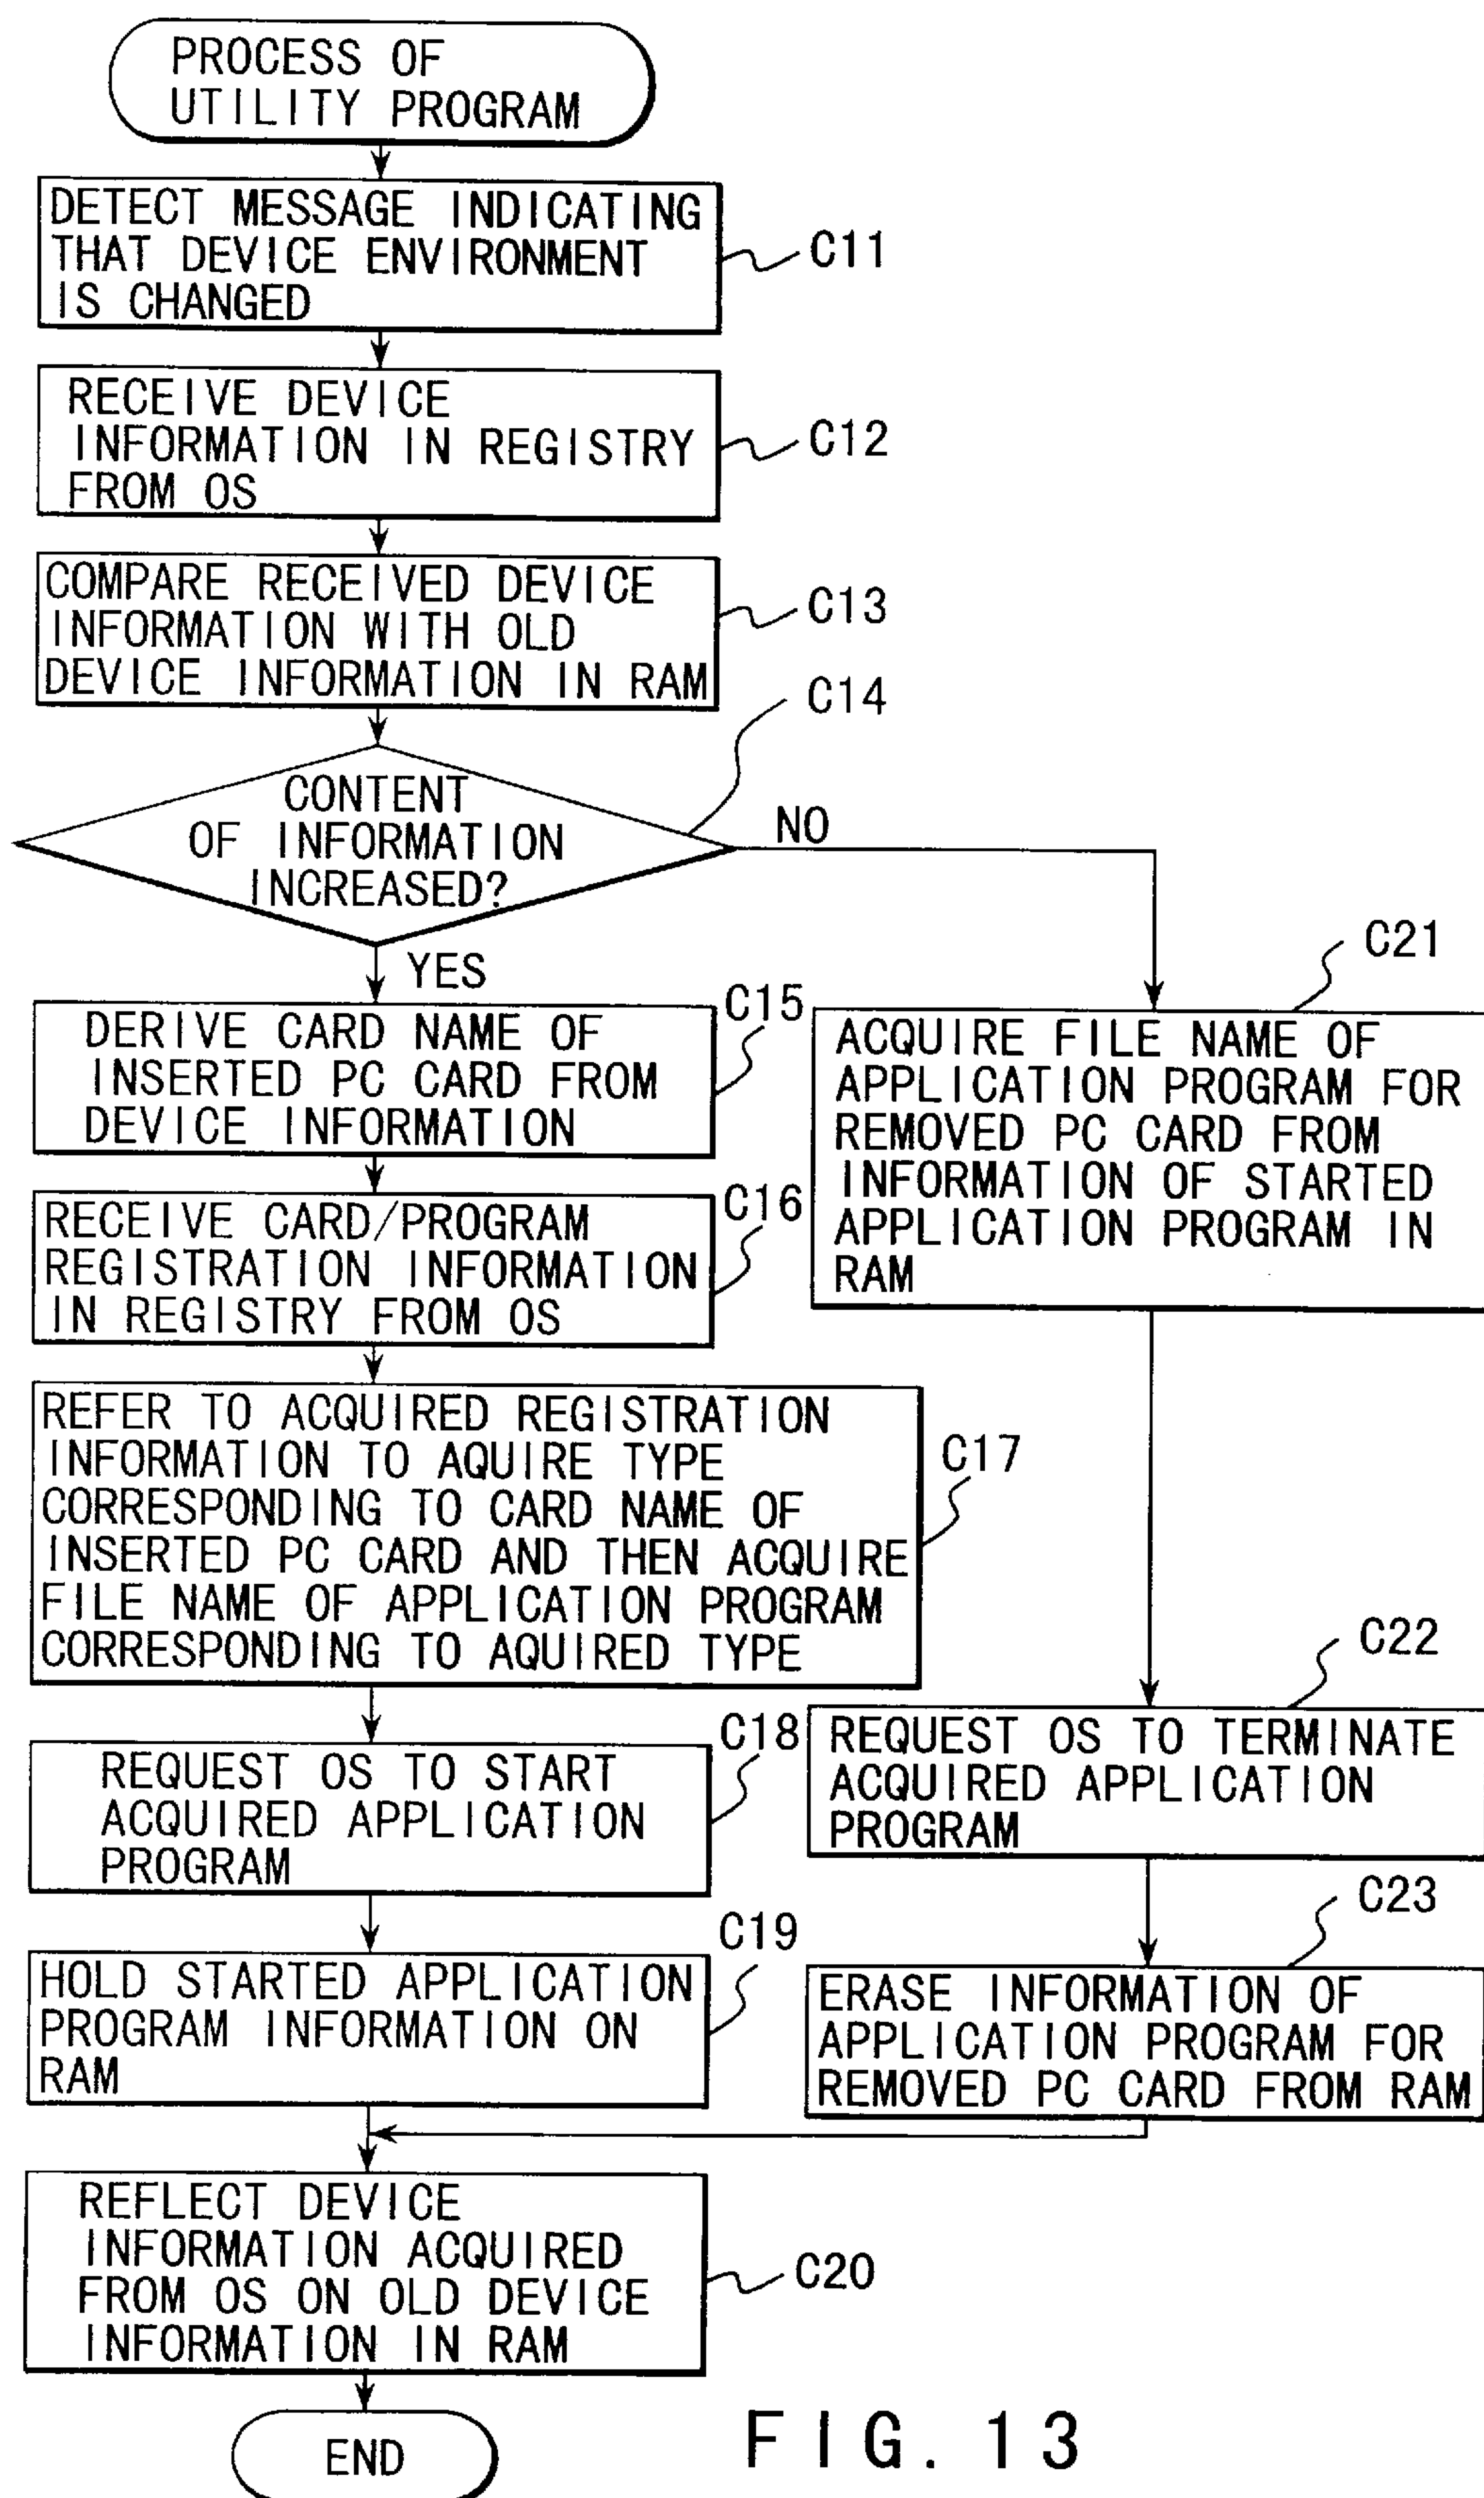 PROCESS OF
UTILITY PROGRAM
DETECT MESSAGE INDICATING
THAT DEVICE ENVIRONMENT
IS CHANGED
C11
RECEIVE DEVICE
INFORMATION IN REGISTRY
FROM OS
C12
COMPARE RECEIVED DEVICE
INFORMATION WITH OLD
DEVICE INFORMATION IN RAM
C13
C14
CONTENT
OF INFORMATION
INCREASED?
NO
YES
DERIVE CARD NAME OF
INSERTED PC CARD FROM
DEVICE INFORMATION
C15
RECEIVE CARD/PROGRAM
REGISTRATION INFORMATION
IN REGISTRY FROM OS
C16
REFER TO ACQUIRED REGISTRATION
INFORMATION TO AQUIRE TYPE
CORRESPONDING TO CARD NAME OF
INSERTED PC CARD AND THEN ACQUIRE
FILE NAME OF APPLICATION PROGRAM
CORRESPONDING TO AQUIRED TYPE
C17
REQUEST OS TO START
ACQUIRED APPLICATION
PROGRAM
C18
HOLD STARTED APPLICATION
PROGRAM INFORMATION ON
RAM
C19
C21
ACQUIRE FILE NAME OF
APPLICATION PROGRAM FOR
REMOVED PC CARD FROM
INFORMATION OF STARTED
APPLICATION PROGRAM IN
RAM
C22
REQUEST OS TO TERMINATE
ACQUIRED APPLICATION
PROGRAM
C23
ERASE INFORMATION OF
APPLICATION PROGRAM FOR
REMOVED PC CARD FROM RAM
REFLECT DEVICE
INFORMATION ACQUIRED
FROM OS ON OLD DEVICE
INFORMATION IN RAM
C20
END
FIG. 13